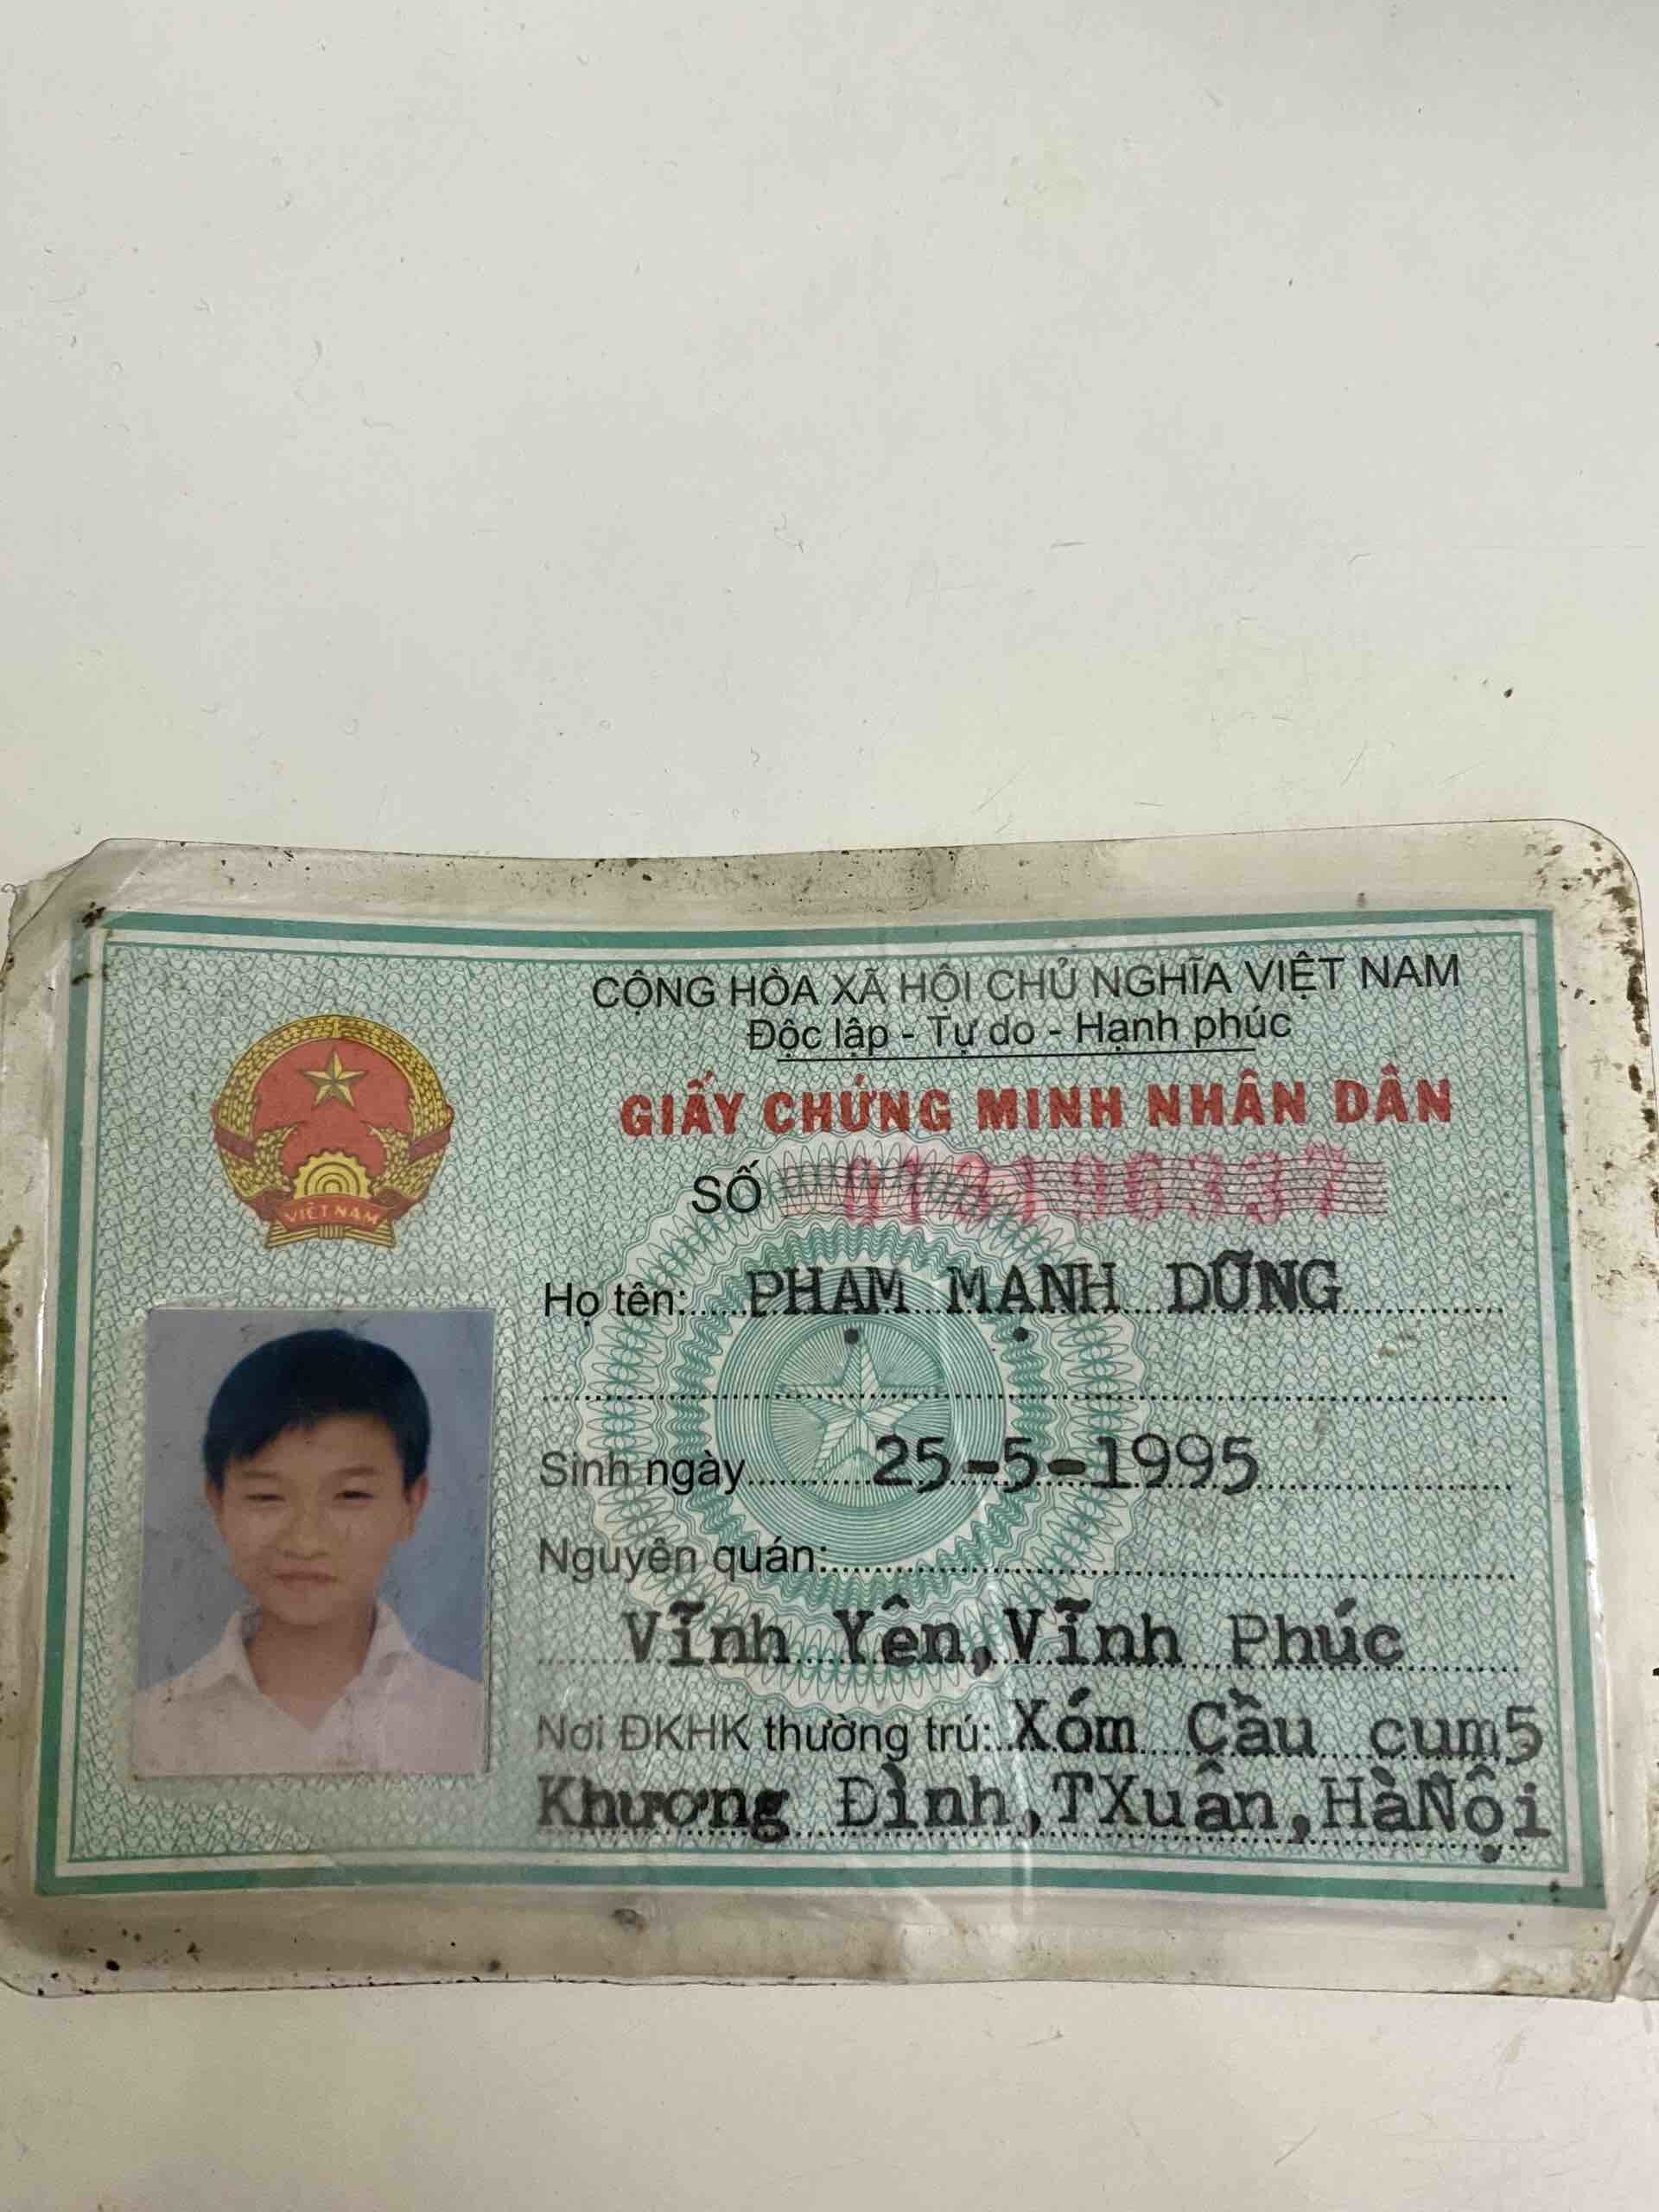 CỘNG HÒA XÃ HỘI CHỦ NGHĨA VIỆT NAM
Độc lập - Tự do - Hạnh phúc
GIẤY CHỨNG MINH NHÂN DÂN
SỐ
VIỆT NAM
Họ tên: PHẠM MẠNH DŨNG
Sinh ngày 25-5-1995
Nguyên quán:
Vĩnh Yên,Vĩnh Phúc
Nơi ĐKHK thường trú: Xóm Cầu cum5
Khương Đình,TXuân,HàNội